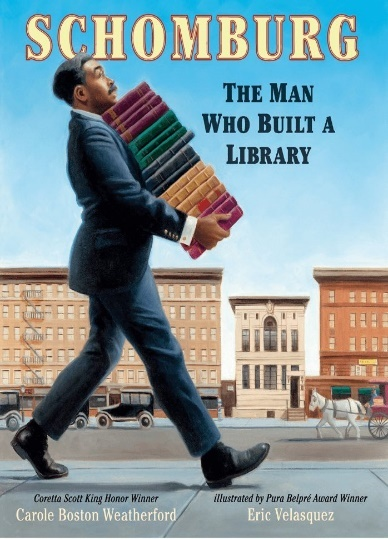 SCHOMBURG
THE MAN
WHO BUILT A
LIBRARY
Coretta Scott King Honor Winner
Carole Boston Weatherford
illustrated by Pura Belpré Award Winner
Eric Velasquez